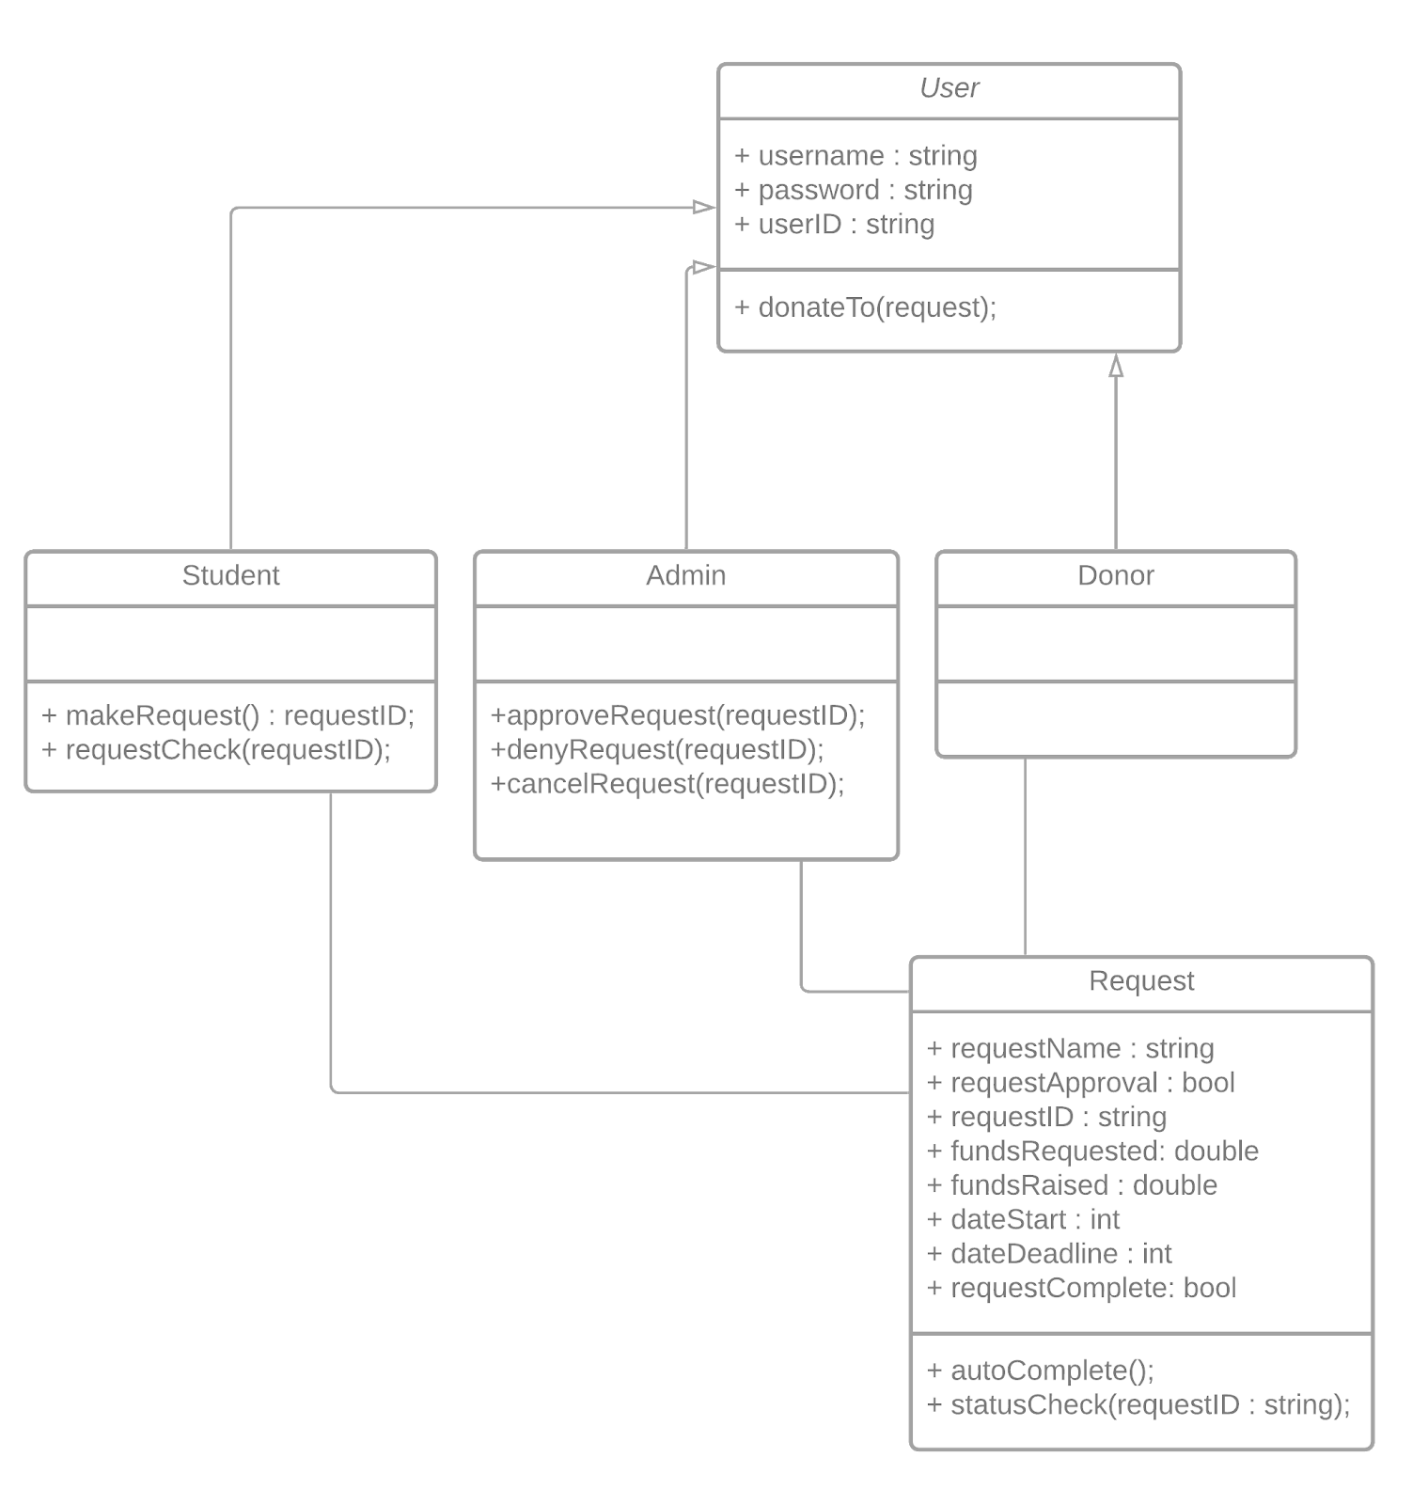 User
+ username : string
+ password : string
+ userID : string
+ donateTo(request);
Student
+ makeRequest() : requestID;
+ requestCheck(requestID);
Admin
+approveRequest(requestID);
+denyRequest(requestID);
+cancelRequest(requestID);
Donor
Request
+ requestName : string
+ requestApproval : bool
+ requestID : string
+ fundsRequested: double
+ fundsRaised : double
+ dateStart : int
+ dateDeadline : int
+ requestComplete: bool
+ autoComplete();
+ statusCheck(requestID : string);